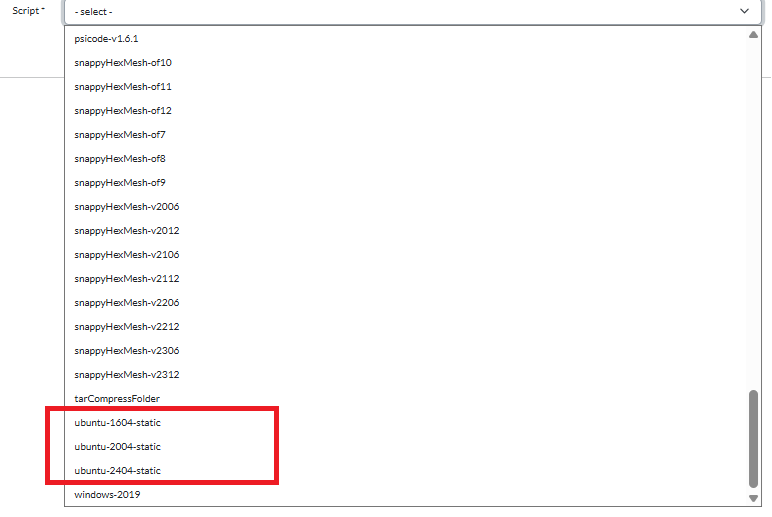 Script *
- select -
psicode-v1.6.1
snappyHexMesh-of10
snappyHexMesh-of11
snappyHexMesh-of12
snappyHexMesh-of7
snappyHexMesh-of8
snappyHexMesh-of9
snappyHexMesh-v2006
snappyHexMesh-v2012
snappyHexMesh-v2106
snappyHexMesh-v2112
snappyHexMesh-v2206
snappyHexMesh-v2212
snappyHexMesh-v2306
snappyHexMesh-v2312
tarCompressFolder
ubuntu-1604-static
ubuntu-2004-static
ubuntu-2404-static
windows-2019